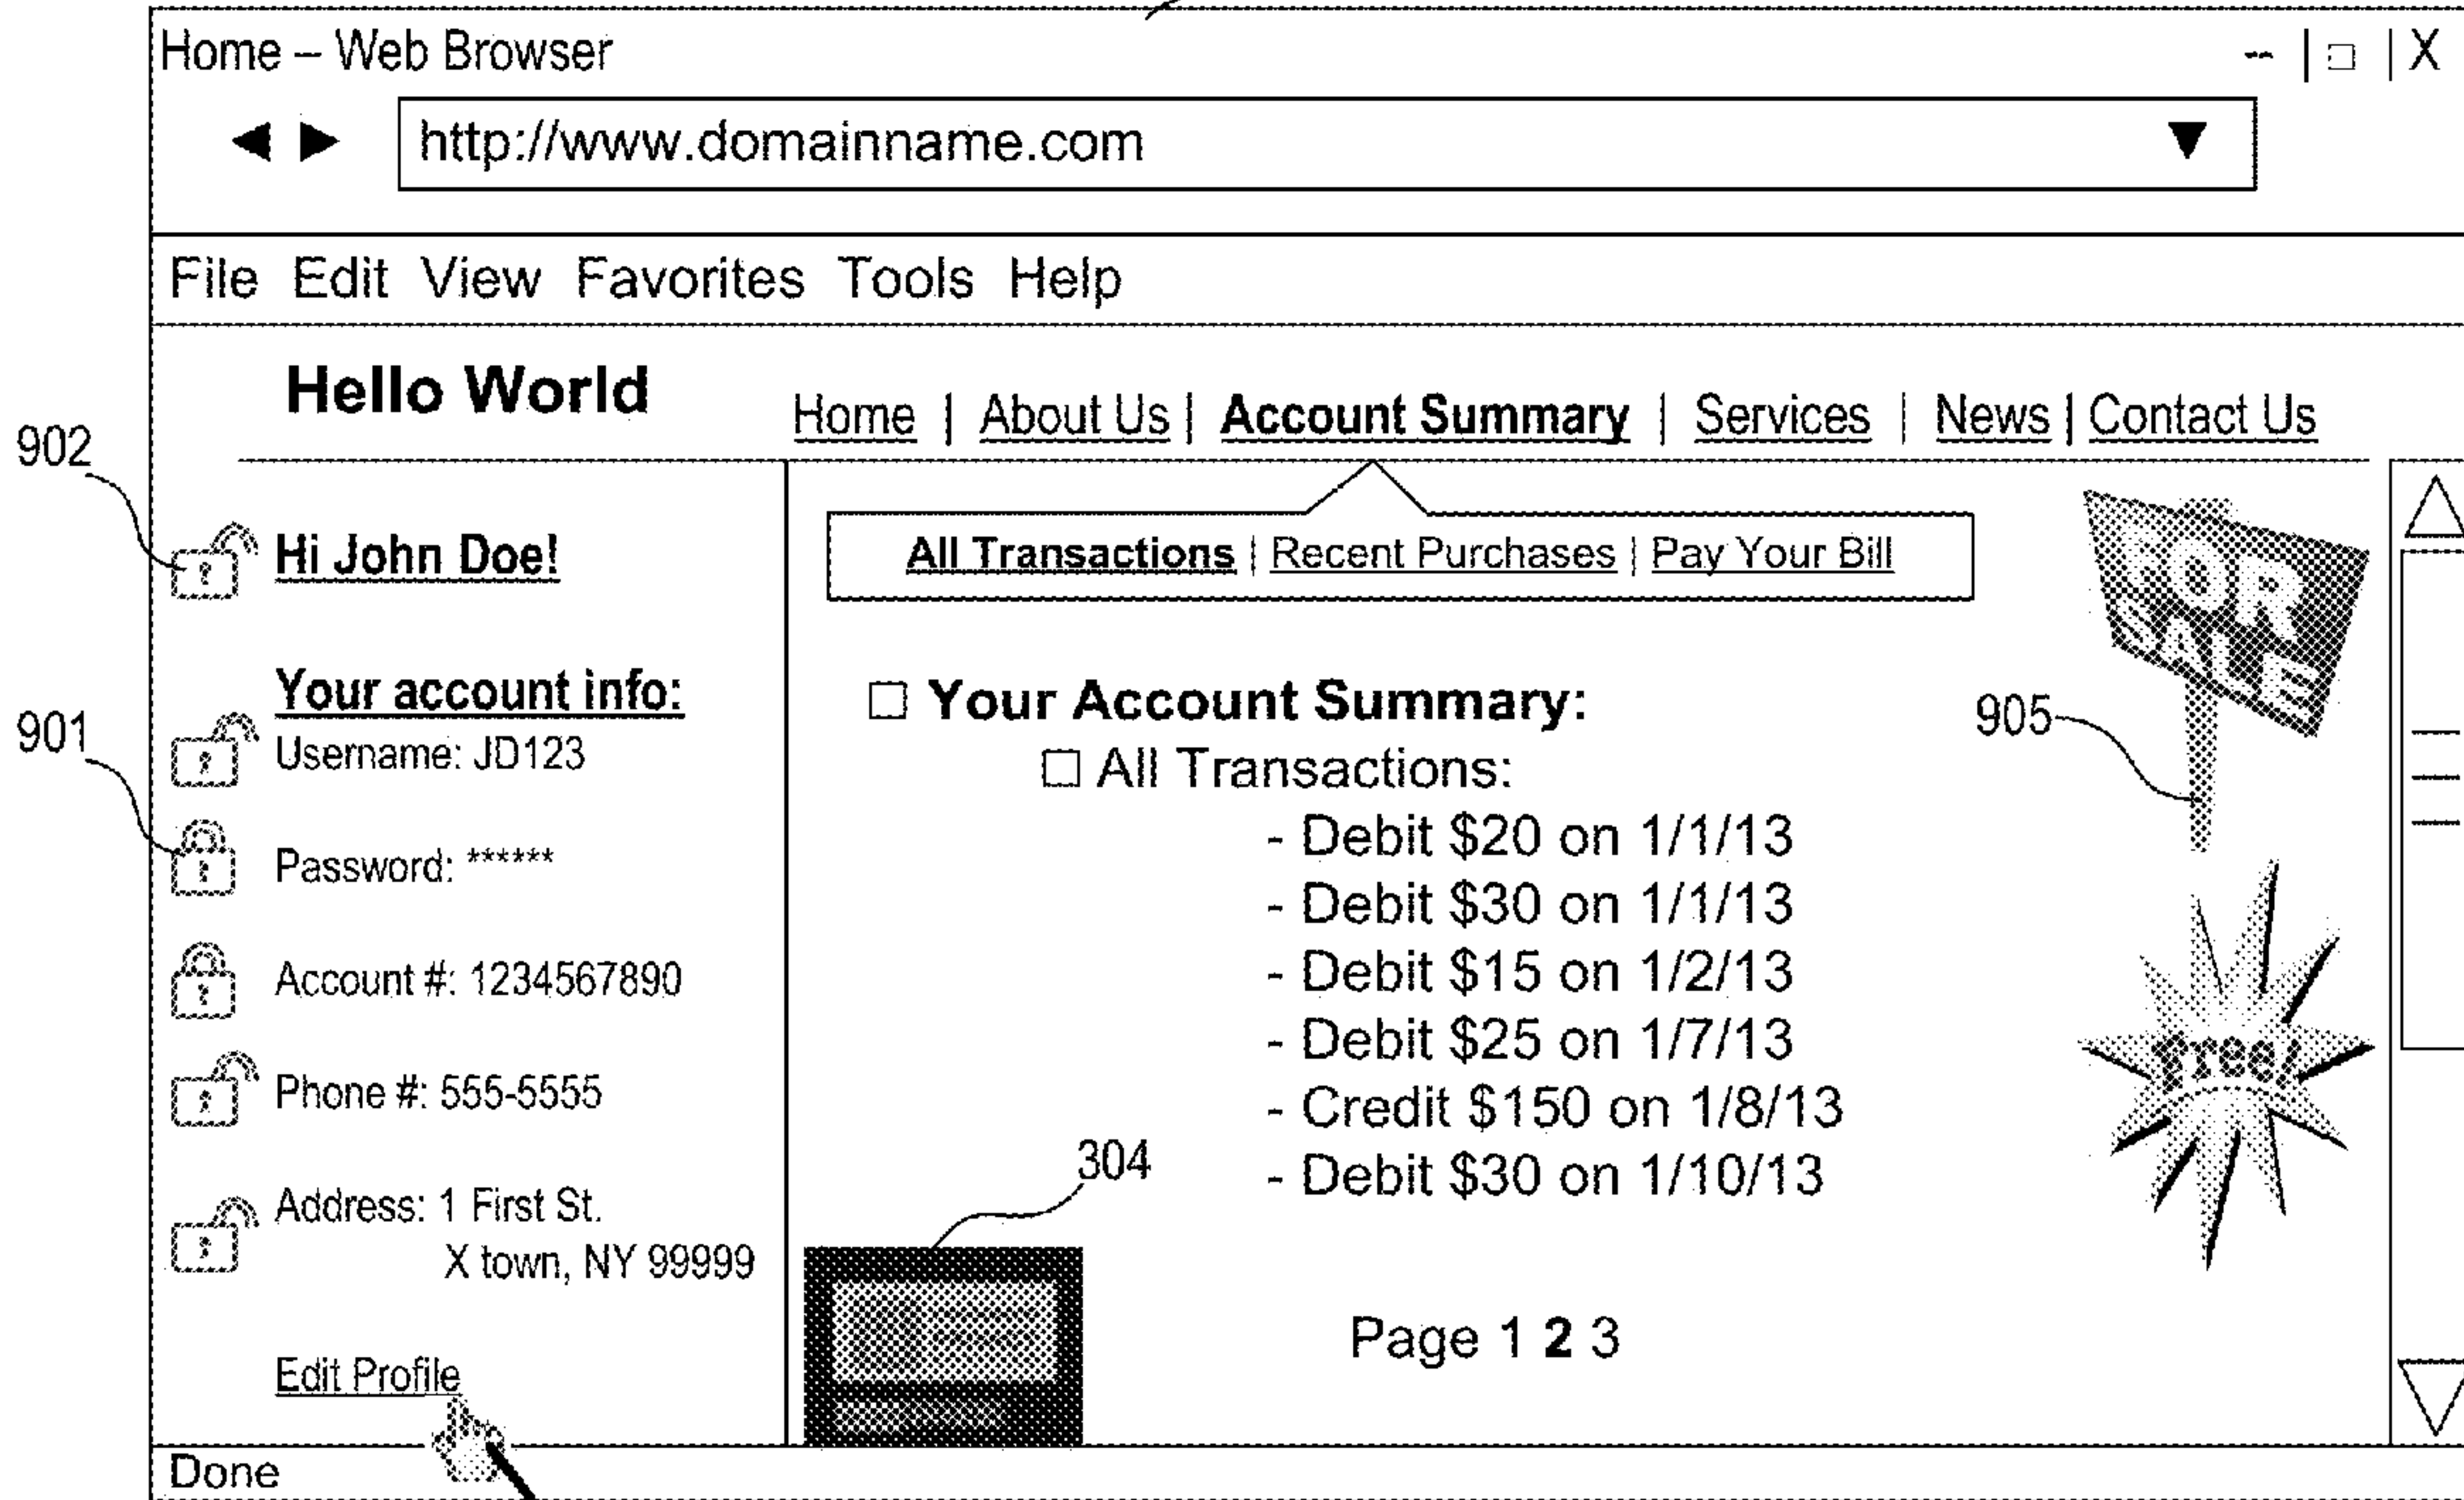 Home – Web Browser -- | □ | X
http://www.domainname.com
File Edit View Favorites Tools Help
Hello World
Home | About Us | Account Summary | Services | News | Contact Us
902
Hi John Doe!
Your account info:
901
Username: JD123
Password: ******
Account #: 1234567890
Phone #: 555-5555
Address: 1 First St.
X town, NY 99999
Edit Profile
All Transactions | Recent Purchases | Pay Your Bill
□ Your Account Summary:
□ All Transactions:
- Debit $20 on 1/1/13
- Debit $30 on 1/1/13
- Debit $15 on 1/2/13
- Debit $25 on 1/7/13
- Credit $150 on 1/8/13
- Debit $30 on 1/10/13
304
Page 1 2 3
FOR
SALE
905
free!
Done